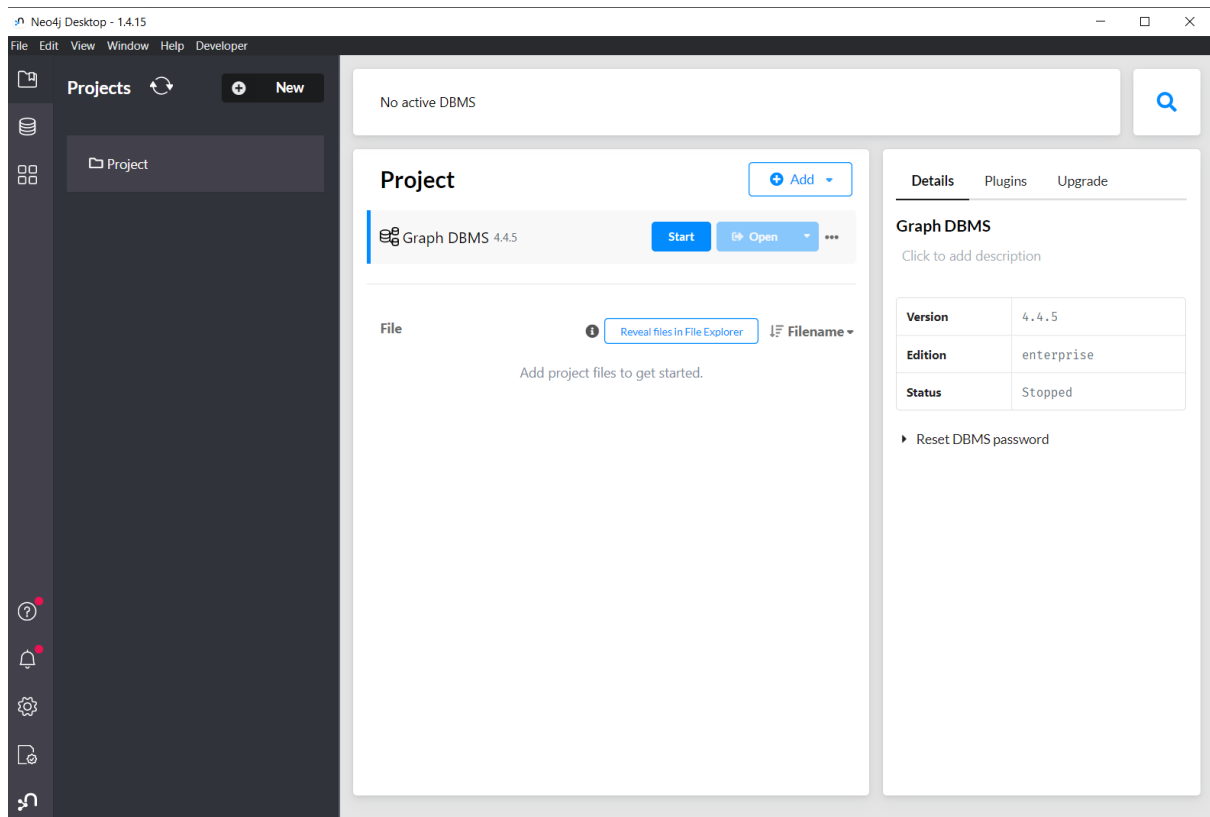 Neo4j Desktop - 1.4.15
File Edit View Window Help Developer
Projects
New
Project
No active DBMS
Project
Add
Graph DBMS 4.4.5
Start
Open
File
Reveal files in File Explorer
Filename
Add project files to get started.
Details Plugins Upgrade
Graph DBMS
Click to add description
Version 4.4.5
Edition enterprise
Status Stopped
Reset DBMS password